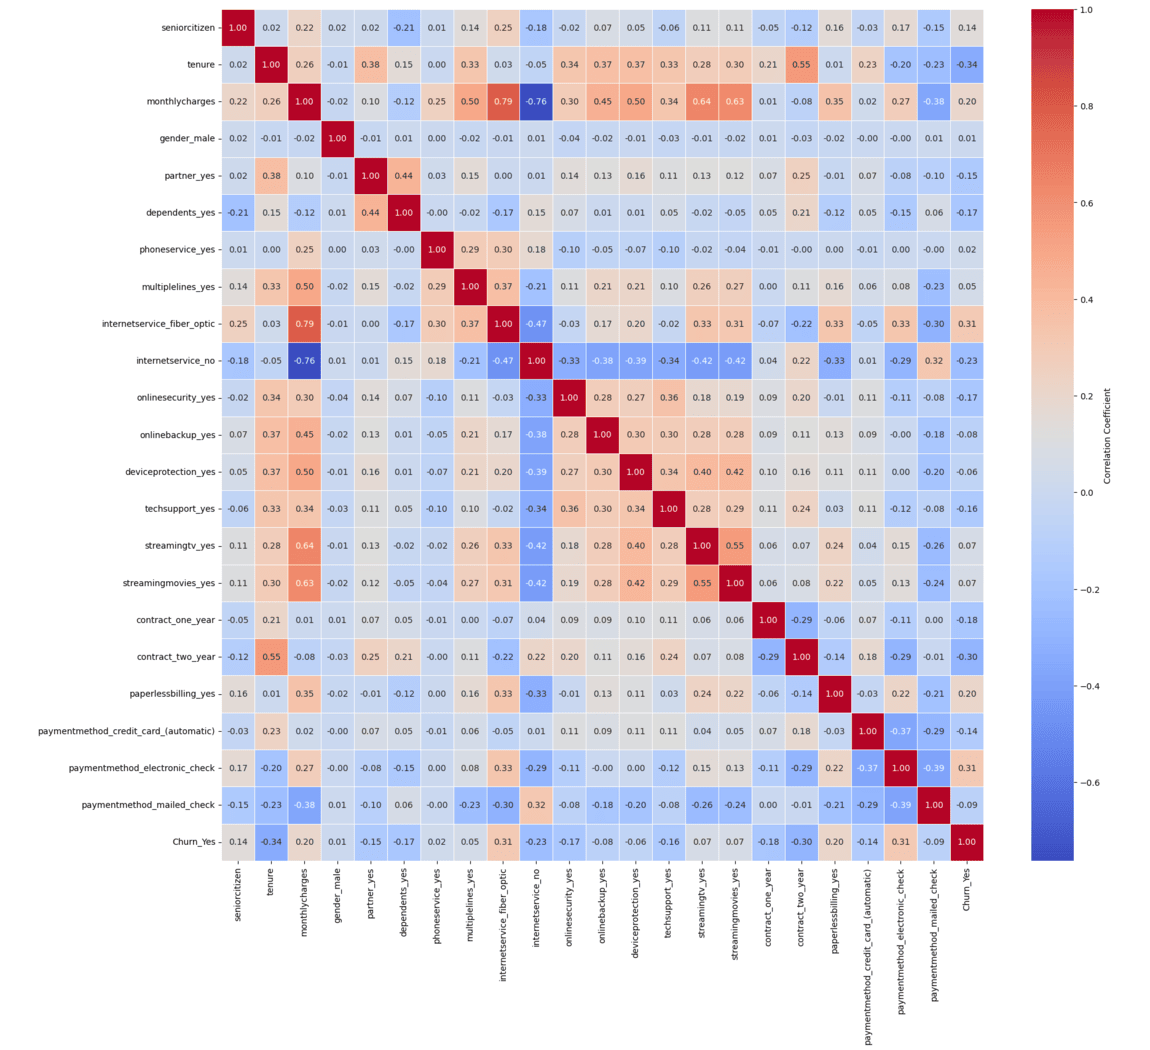 seniorcitizen 1.00 0.02 0.22 0.02 0.02 -0.21 0.01 0.14 0.25 -0.18 -0.02 0.07 0.05 -0.06 0.11 0.11 -0.05 -0.12 0.16 -0.03 0.17 -0.15 0.14
tenure 0.02 1.00 0.26 -0.01 0.38 0.15 0.00 0.33 0.03 -0.05 0.34 0.37 0.37 0.33 0.28 0.30 0.21 0.55 0.01 0.23 -0.20 -0.23 -0.34
monthlycharges 0.22 0.26 1.00 -0.02 0.10 -0.12 0.25 0.50 0.79 -0.76 0.30 0.45 0.50 0.34 0.64 0.63 0.01 -0.08 0.35 0.02 0.27 -0.38 0.20
gender_male 0.02 -0.01 -0.02 1.00 -0.01 0.01 0.00 -0.02 -0.01 0.01 -0.04 -0.02 -0.01 -0.03 -0.01 -0.02 0.01 -0.03 -0.02 -0.00 -0.00 0.01 0.01
partner_yes 0.02 0.38 0.10 -0.01 1.00 0.44 0.03 0.15 0.00 0.01 0.14 0.13 0.16 0.11 0.13 0.12 0.07 0.25 -0.01 0.07 -0.08 -0.10 -0.15
dependents_yes -0.21 0.15 -0.12 0.01 0.44 1.00 -0.00 -0.02 -0.17 0.15 0.07 0.01 0.01 0.05 -0.02 -0.05 0.05 0.21 -0.12 0.05 -0.15 0.06 -0.17
phoneservice_yes 0.01 0.00 0.25 0.00 0.03 -0.00 1.00 0.29 0.30 0.18 -0.10 -0.05 -0.07 -0.10 -0.02 -0.04 -0.01 -0.00 0.00 -0.01 -0.00 -0.00 0.02
multiplelines_yes 0.14 0.33 0.50 -0.02 0.15 -0.02 0.29 1.00 0.37 -0.21 0.11 0.21 0.21 0.10 0.26 0.27 0.00 0.11 0.16 0.06 0.08 -0.23 0.05
internetservice_fiber_optic 0.25 0.03 0.79 -0.01 0.00 -0.17 0.30 0.37 1.00 -0.47 -0.03 0.17 0.20 -0.02 0.33 0.31 -0.07 -0.22 0.33 -0.05 0.33 -0.30 0.31
internetservice_no -0.18 -0.05 -0.76 0.01 0.01 0.15 0.18 -0.21 -0.47 1.00 -0.33 -0.38 -0.39 -0.34 -0.42 -0.42 0.04 0.22 -0.33 0.01 -0.29 0.32 -0.23
onlinesecurity_yes -0.02 0.34 0.30 -0.04 0.14 0.07 -0.10 0.11 -0.03 -0.33 1.00 0.28 0.27 0.36 0.18 0.19 0.09 0.20 -0.01 0.11 -0.11 -0.08 -0.17
onlinebackup_yes 0.07 0.37 0.45 -0.02 0.13 0.01 -0.05 0.21 0.17 -0.38 0.28 1.00 0.30 0.30 0.28 0.28 0.09 0.11 0.13 0.09 -0.00 -0.18 -0.08
deviceprotection_yes 0.05 0.37 0.50 -0.01 0.16 0.01 -0.07 0.21 0.20 -0.39 0.27 0.30 1.00 0.34 0.40 0.42 0.10 0.16 0.11 0.11 0.00 -0.20 -0.06
techsupport_yes -0.06 0.33 0.34 -0.03 0.11 0.05 -0.10 0.10 -0.02 -0.34 0.36 0.30 0.34 1.00 0.28 0.29 0.11 0.24 0.03 0.11 -0.12 -0.08 -0.16
streamingtv_yes 0.11 0.28 0.64 -0.01 0.13 -0.02 -0.02 0.26 0.33 -0.42 0.18 0.28 0.40 0.28 1.00 0.55 0.06 0.07 0.24 0.04 0.15 -0.26 0.07
streamingmovies_yes 0.11 0.30 0.63 -0.02 0.12 -0.05 -0.04 0.27 0.31 -0.42 0.19 0.28 0.42 0.29 0.55 1.00 0.06 0.08 0.22 0.05 0.13 -0.24 0.07
contract_one_year -0.05 0.21 0.01 0.01 0.07 0.05 -0.01 0.00 -0.07 0.04 0.09 0.09 0.10 0.11 0.06 0.06 1.00 -0.29 -0.06 0.07 -0.11 0.00 -0.18
contract_two_year -0.12 0.55 -0.08 -0.03 0.25 0.21 -0.00 0.11 -0.22 0.22 0.20 0.11 0.16 0.24 0.07 0.08 -0.29 1.00 -0.14 0.18 -0.29 -0.01 -0.30
paperlessbilling_yes 0.16 0.01 0.35 -0.02 -0.01 -0.12 0.00 0.16 0.33 -0.33 -0.01 0.13 0.11 0.03 0.24 0.22 -0.06 -0.14 1.00 -0.03 0.22 -0.21 0.20
paymentmethod_credit_card_(automatic) -0.03 0.23 0.02 -0.00 0.07 0.05 -0.01 0.06 -0.05 0.01 0.11 0.09 0.11 0.11 0.04 0.05 0.07 0.18 -0.03 1.00 -0.37 -0.29 -0.14
paymentmethod_electronic_check 0.17 -0.20 0.27 -0.00 -0.08 -0.15 -0.00 0.08 0.33 -0.29 -0.11 -0.00 0.00 -0.12 0.15 0.13 -0.11 -0.29 0.22 -0.37 1.00 -0.39 0.31
paymentmethod_mailed_check -0.15 -0.23 -0.38 0.01 -0.10 0.06 -0.00 -0.23 -0.30 0.32 -0.08 -0.18 -0.20 -0.08 -0.26 -0.24 0.00 -0.01 -0.21 -0.29 -0.39 1.00 -0.09
Churn_Yes 0.14 -0.34 0.20 0.01 -0.15 -0.17 0.02 0.05 0.31 -0.23 -0.17 -0.08 -0.06 -0.16 0.07 0.07 -0.18 -0.30 0.20 -0.14 0.31 -0.09 1.00
seniorcitizen
tenure
monthlycharges
gender_male
partner_yes
dependents_yes
phoneservice_yes
multiplelines_yes
internetservice_fiber_optic
internetservice_no
onlinesecurity_yes
onlinebackup_yes
deviceprotection_yes
techsupport_yes
streamingtv_yes
streamingmovies_yes
contract_one_year
contract_two_year
paperlessbilling_yes
paymentmethod_credit_card_(automatic)
paymentmethod_electronic_check
paymentmethod_mailed_check
Churn_Yes
1.0
0.8
0.6
0.4
0.2
0.0
−0.2
−0.4
−0.6
Correlation Coefficient